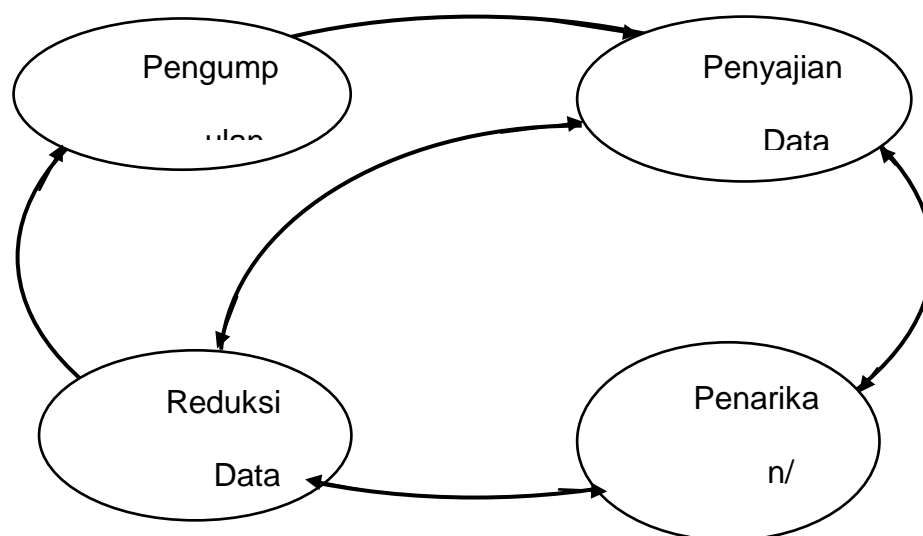 Pengump
Penyajian
Data
Reduksi
Data
Penarika
n/